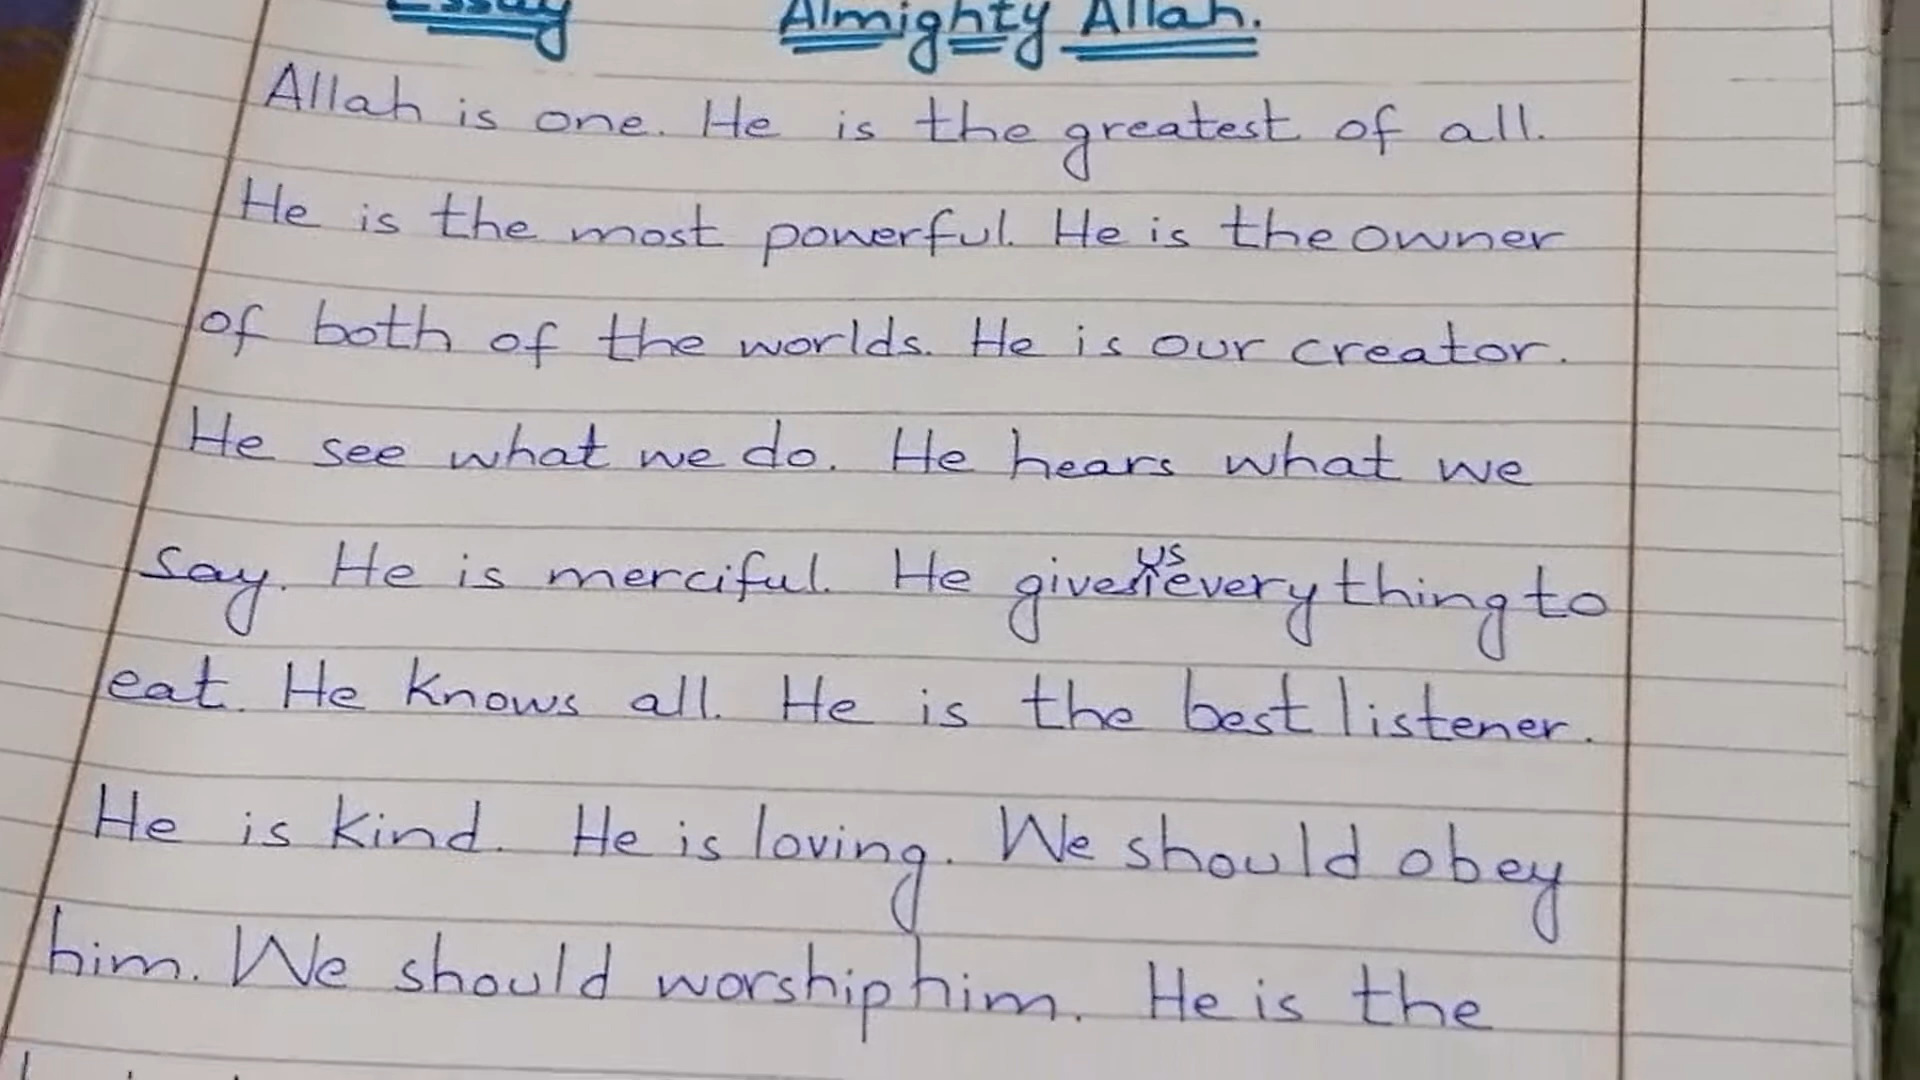 Essay Almighty Allah.
Allah is one. He is the greatest of all.
He is the most powerful. He is the owner
of both of the worlds. He is our creator.
He see what we do. He hears what we
say. He is merciful. He gives us everything to
eat. He knows all. He is the best listener.
He is kind. He is loving. We should obey
him. We should worship him. He is the